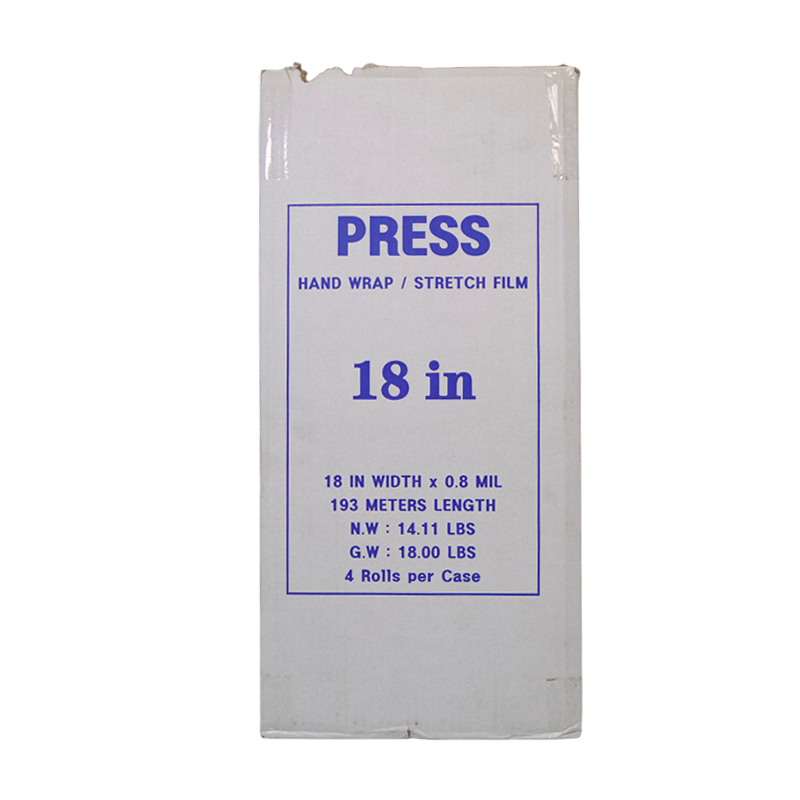 PRESS
HAND WRAP / STRETCH FILM
18 in
18 IN WIDTH x 0.8 MIL
193 METERS LENGTH
N.W : 14.11 LBS
G.W : 18.00 LBS
4 Rolls per Case